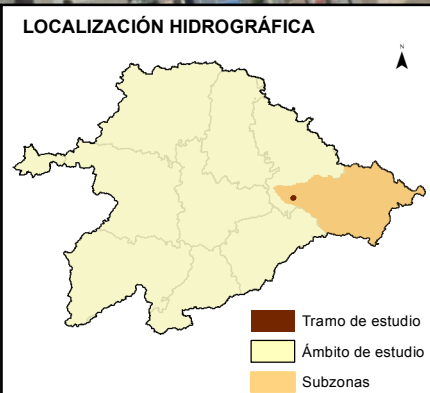 LOCALIZACIÓN HIDROGRÁFICA
N
Tramo de estudio
Ámbito de estudio
Subzonas